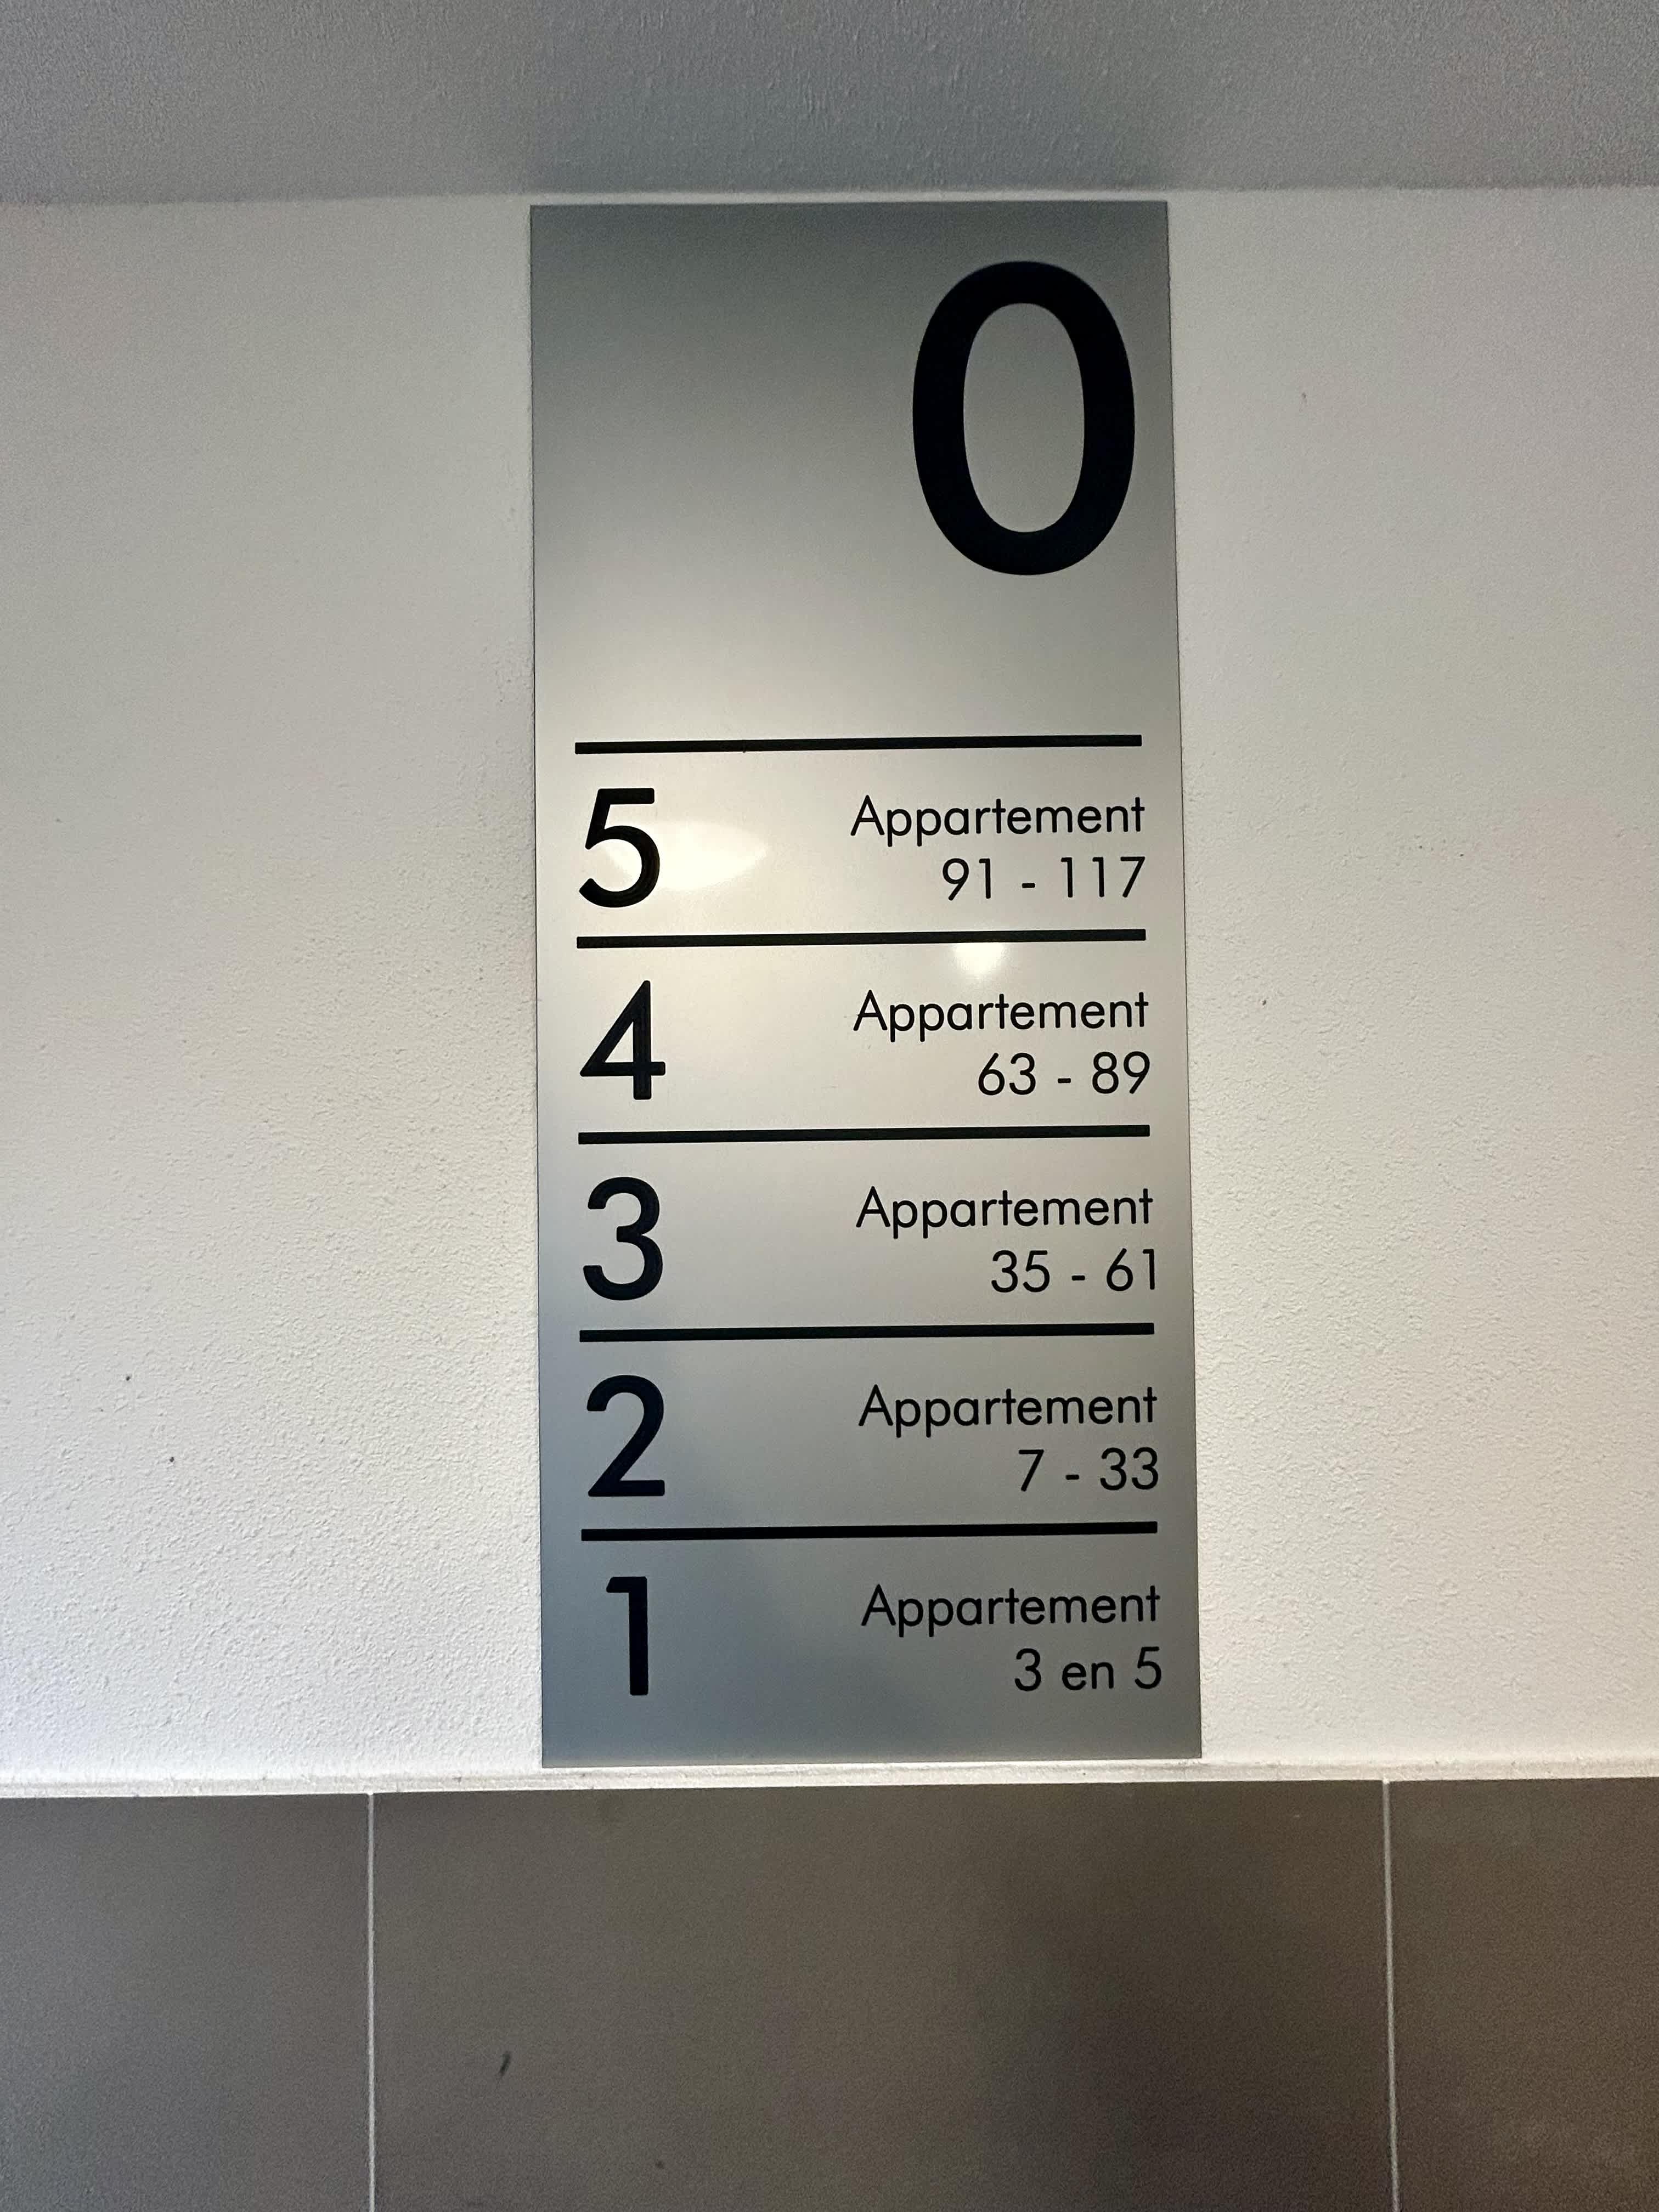 0
5 Appartement
91 - 117
4 Appartement
63 - 89
3 Appartement
35 - 61
2 Appartement
7 - 33
1 Appartement
3 en 5